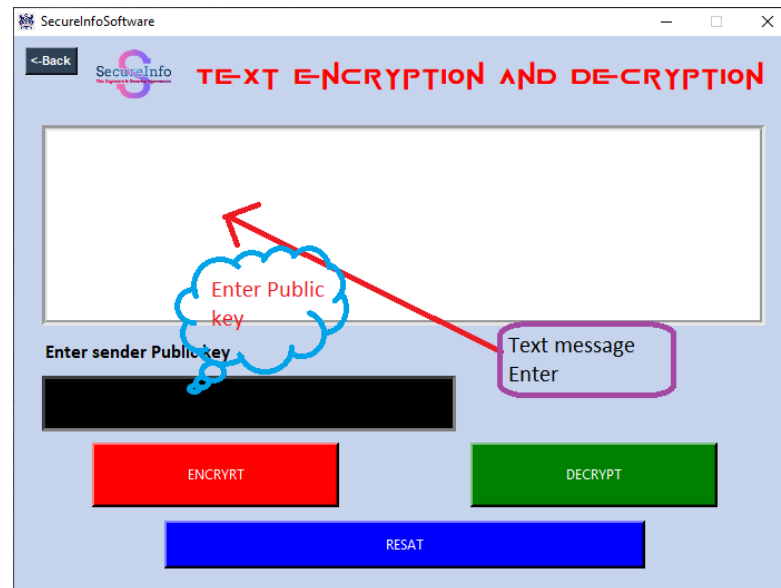 SecureInfoSoftware
<-Back
SecureInfo
TEXT ENCRYPTION AND DECRYPTION
Enter Public
key
Text message
Enter
Enter sender Public key
ENCRYRT
DECRYPT
RESAT